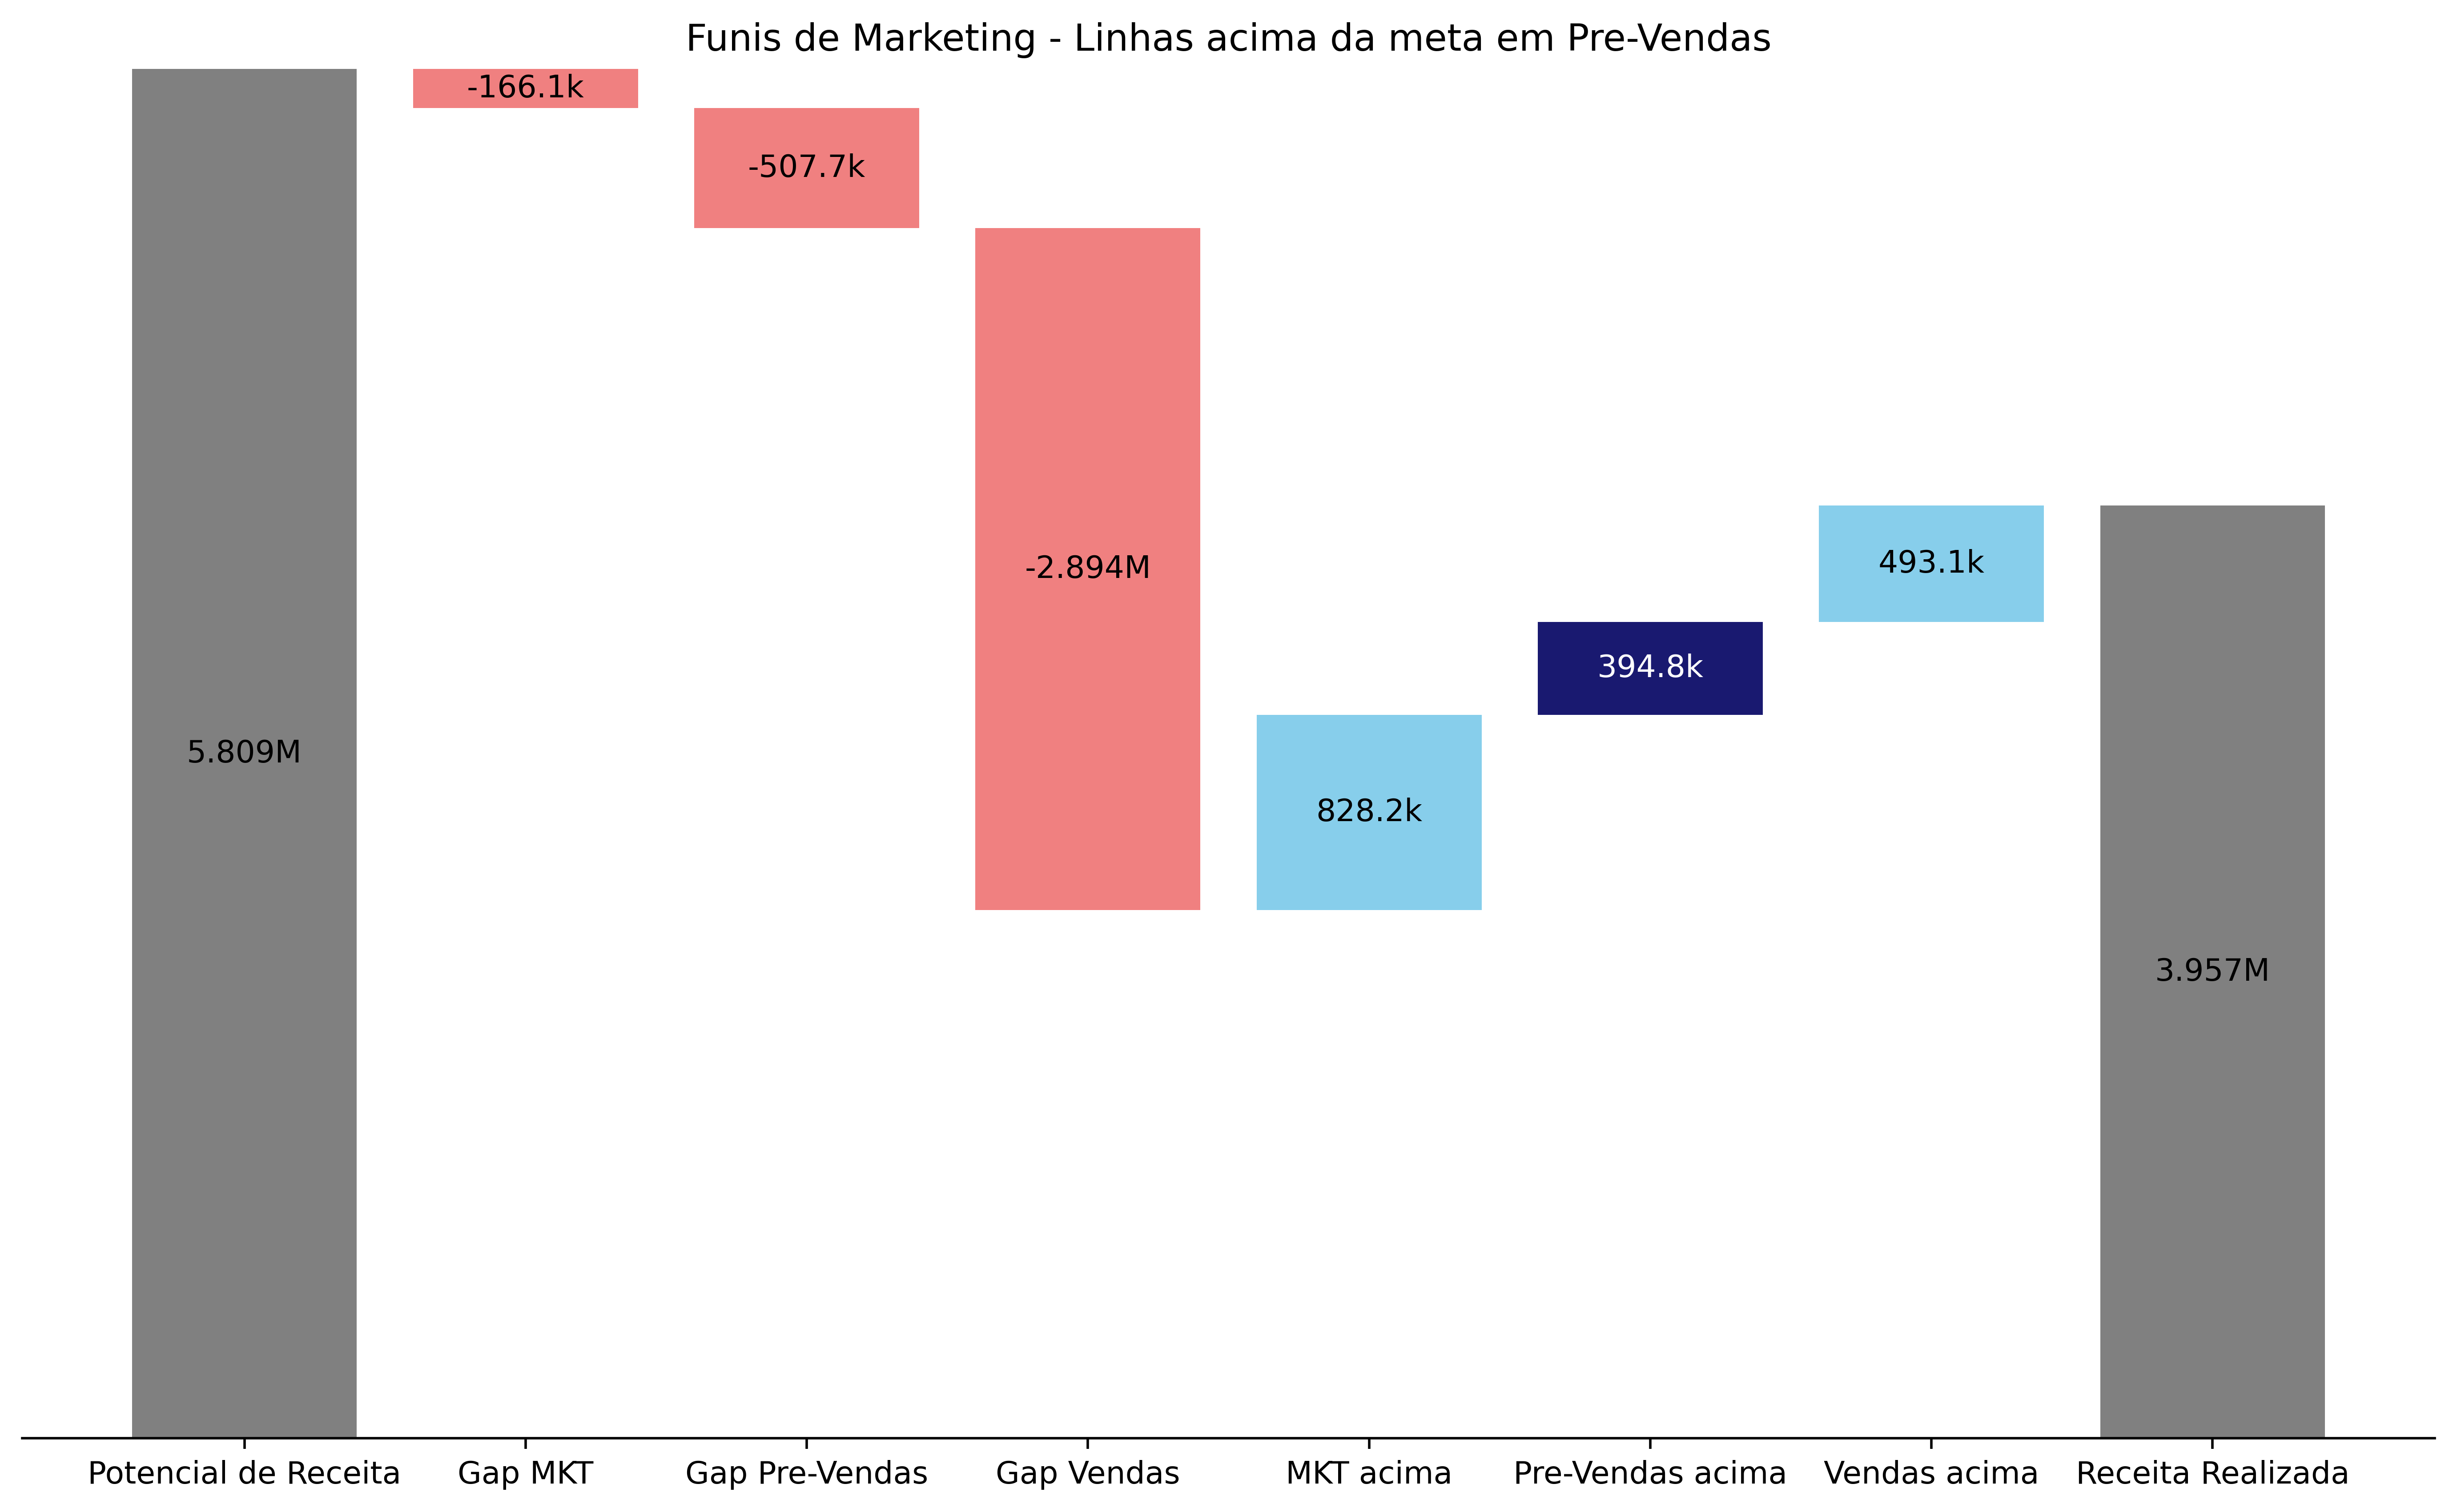 Funis de Marketing - Linhas acima da meta em Pre-Vendas
-166.1k
-507.7k
-2.894M
493.1k
394.8k
5.809M
828.2k
3.957M
Potencial de Receita
Gap MKT
Gap Pre-Vendas
Gap Vendas
MKT acima
Pre-Vendas acima
Vendas acima
Receita Realizada